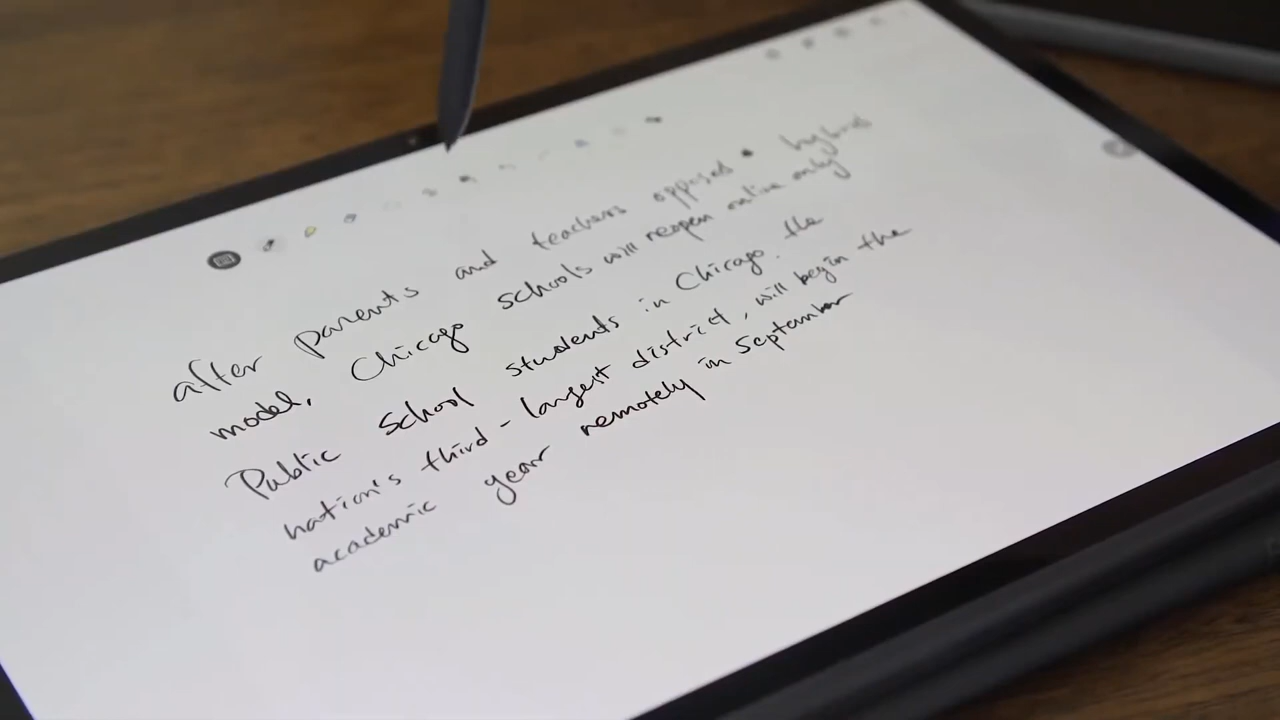 after parents and teachers opposed hybrid
model, Chicago schools will reopen online only
Public School students in Chicago. the
nation's third-largest district, will begin the
academic year remotely in September